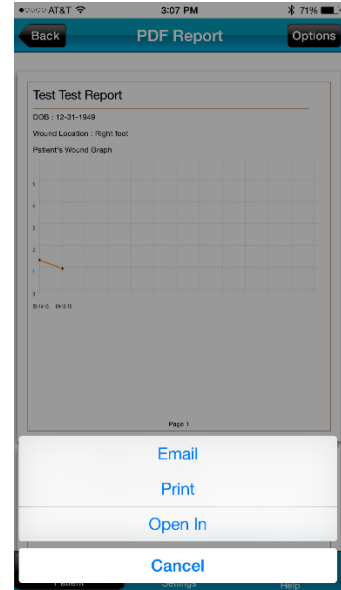 AT&T 3:07 PM 71%
Back PDF Report Options
Test Test Report
DOB : 12-31-1949
Wound Location : Right foot
Patient's Wound Graph
5
4
3
2
1
0
Page 1
Email
Print
Open In
Cancel
Patient Settings Help